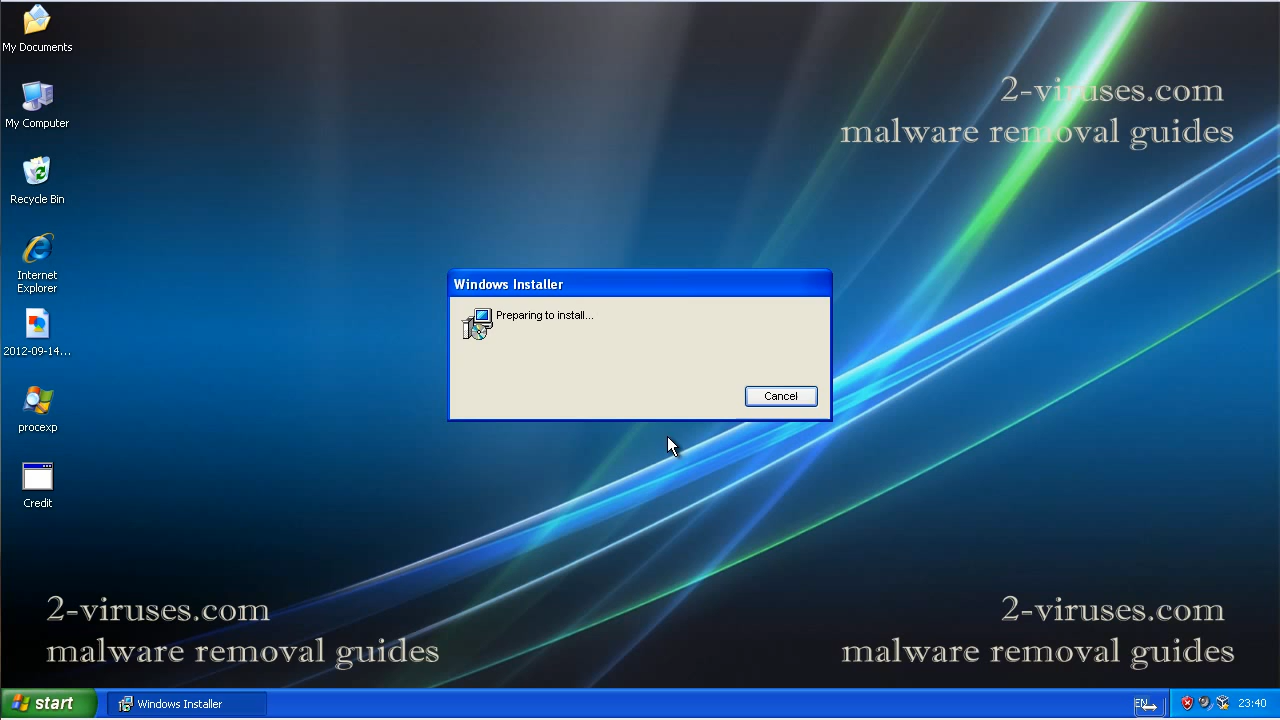 My Documents
My Computer
Recycle Bin
Internet
Explorer
2012-09-14...
procexp
Credit
2-viruses.com
malware removal guides
Windows Installer
Preparing to install...
Cancel
2-viruses.com
malware removal guides
2-viruses.com
malware removal guides
start
Windows Installer
EN
23:40